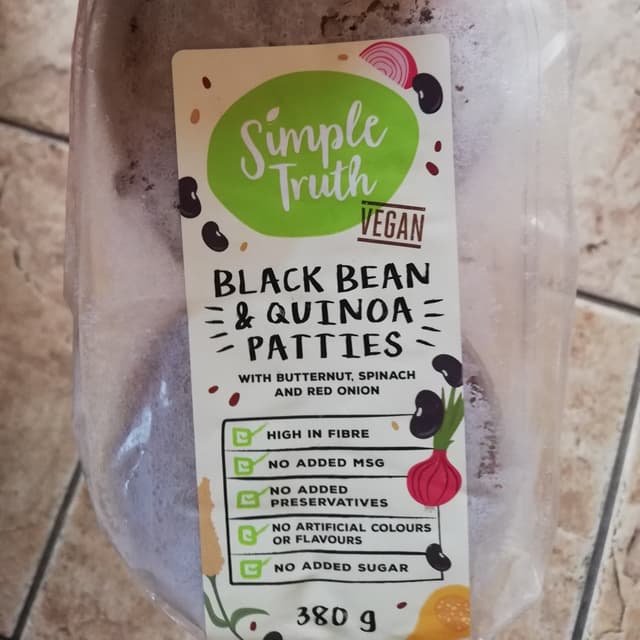 Simple
Truth
VEGAN
BLACK BEAN
& QUINOA
PATTIES
WITH BUTTERNUT, SPINACH
AND RED ONION
HIGH IN FIBRE
NO ADDED MSG
NO ADDED
PRESERVATIVES
NO ARTIFICIAL COLOURS
OR FLAVOURS
NO ADDED SUGAR
380 g